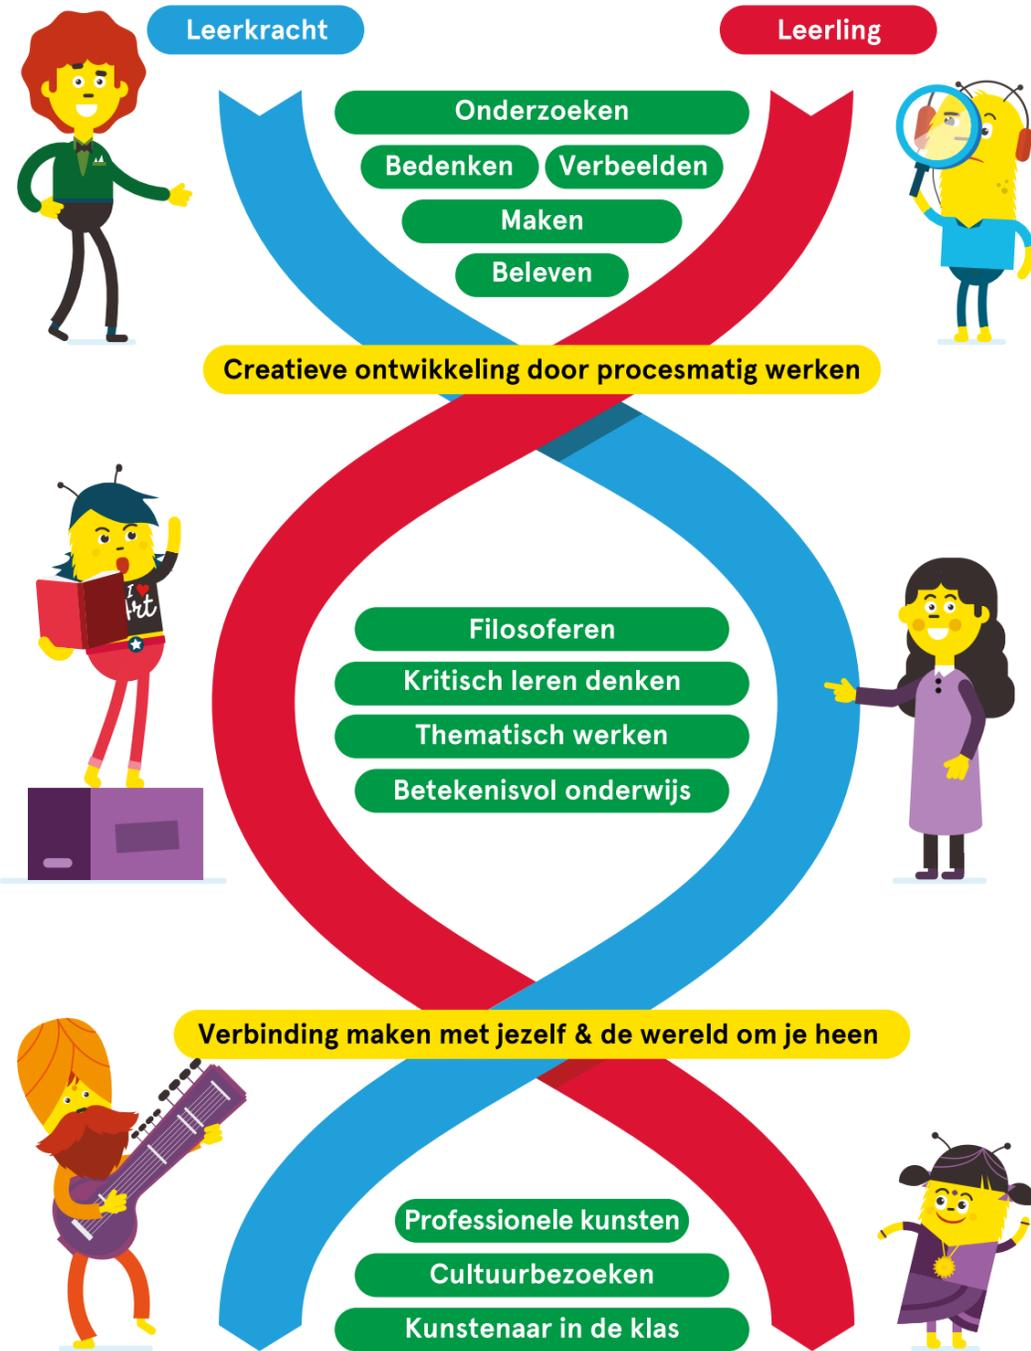 Leerkracht
Leerling
Onderzoeken
Bedenken
Verbeelden
Maken
Beleven
Creatieve ontwikkeling door procesmatig werken
I ♥
Art
Filosoferen
Kritisch leren denken
Thematisch werken
Betekenisvol onderwijs
Verbinding maken met jezelf & de wereld om je heen
Professionele kunsten
Cultuurbezoeken
Kunstenaar in de klas